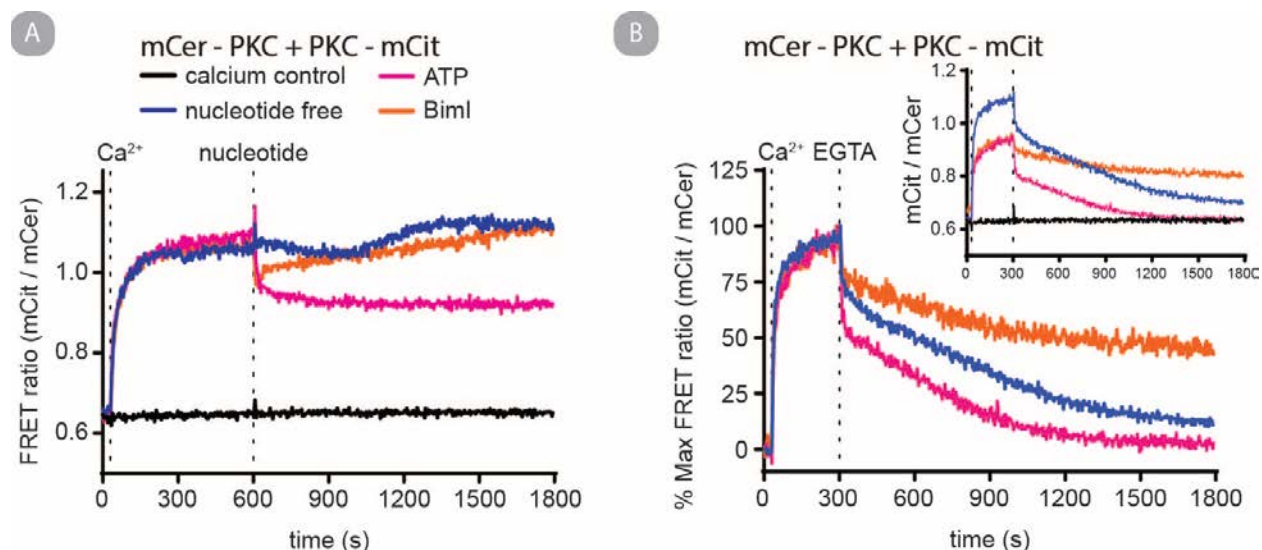 A
mCer - PKC + PKC - mCit
calcium control
ATP
nucleotide free
BimI
Ca²⁺
nucleotide
FRET ratio (mCit / mCer)
1.2
1.0
0.8
0.6
0
300
600
900
1200
1500
1800
time (s)
B
mCer - PKC + PKC - mCit
mCit / mCer
1.2
1.0
0.8
0.6
0
300
600
900
1200
1500
1800
Ca²⁺ EGTA
% Max FRET ratio (mCit / mCer)
125
100
75
50
25
0
0
300
600
900
1200
1500
1800
time (s)